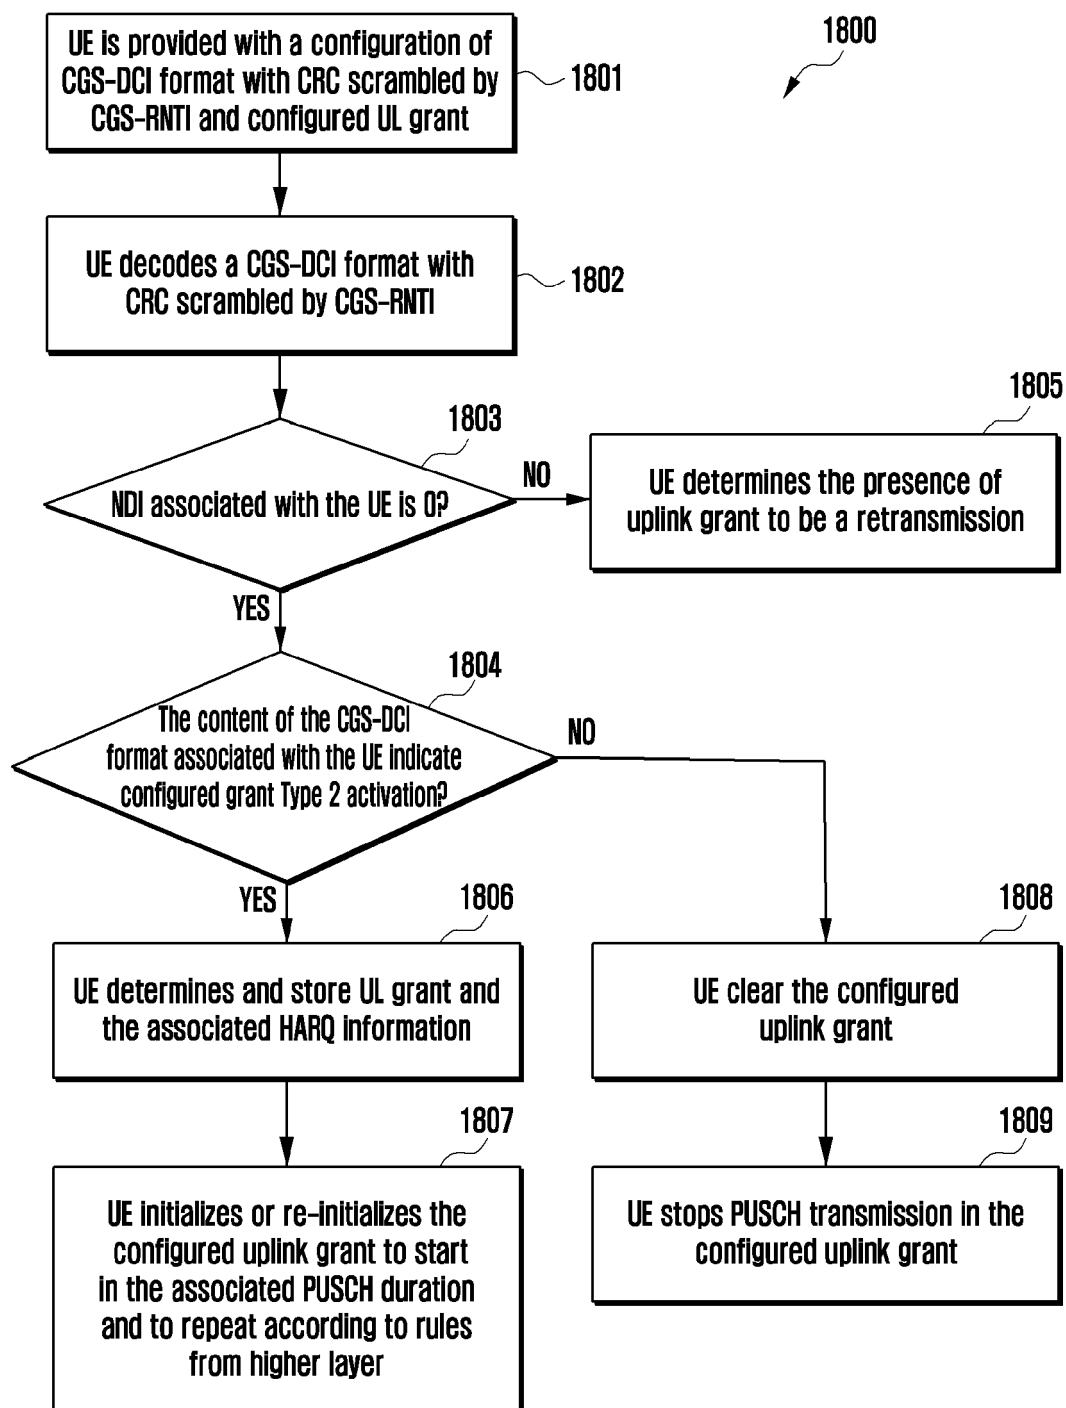 1800
UE is provided with a configuration of
CGS-DCI format with CRC scrambled by
CGS-RNTI and configured UL grant
1801
UE decodes a CGS-DCI format with
CRC scrambled by CGS-RNTI
1802
1803
NDI associated with the UE is 0?
NO
YES
1805
UE determines the presence of
uplink grant to be a retransmission
1804
The content of the CGS-DCI
format associated with the UE indicate
configured grant Type 2 activation?
NO
YES
1806
UE determines and store UL grant and
the associated HARQ information
1808
UE clear the configured
uplink grant
1807
UE initializes or re-initializes the
configured uplink grant to start
in the associated PUSCH duration
and to repeat according to rules
from higher layer
1809
UE stops PUSCH transmission in the
configured uplink grant